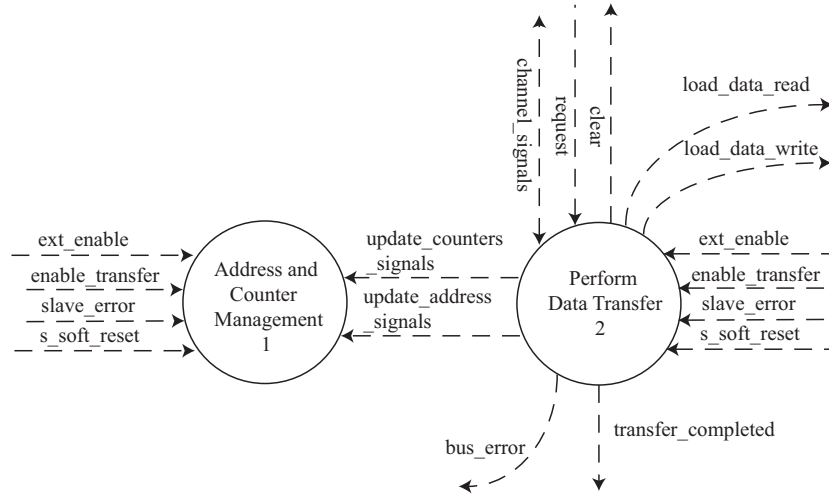 channel_signals
request
clear
load_data_read
load_data_write
ext_enable
enable_transfer
slave_error
s_soft_reset
Address and
Counter
Management
1
update_counters
_signals
update_address
_signals
Perform
Data Transfer
2
ext_enable
enable_transfer
slave_error
s_soft_reset
bus_error
transfer_completed